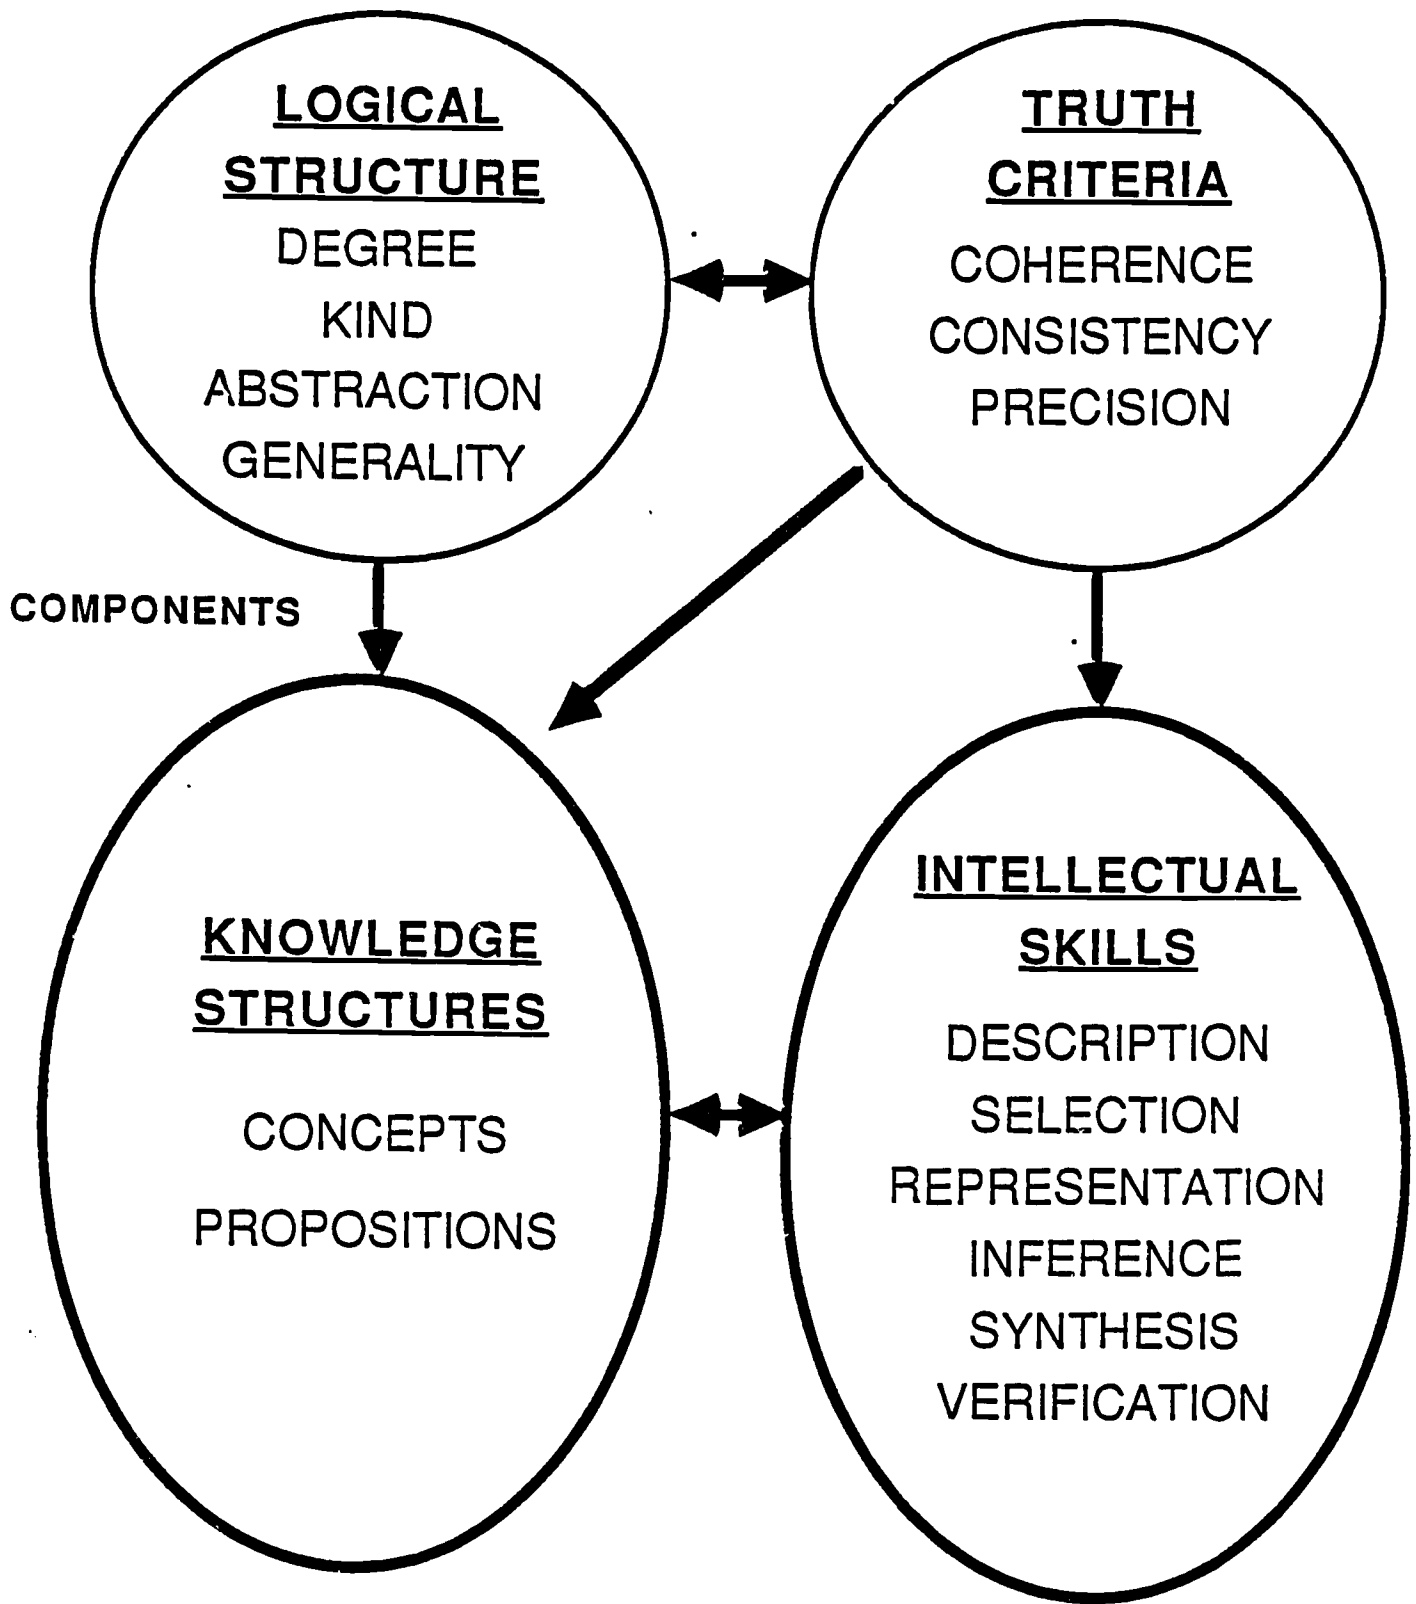 LOGICAL
STRUCTURE
DEGREE
KIND
ABSTRACTION
GENERALITY
TRUTH
CRITERIA
COHERENCE
CONSISTENCY
PRECISION
COMPONENTS
KNOWLEDGE
STRUCTURES
CONCEPTS
PROPOSITIONS
INTELLECTUAL
SKILLS
DESCRIPTION
SELECTION
REPRESENTATION
INFERENCE
SYNTHESIS
VERIFICATION